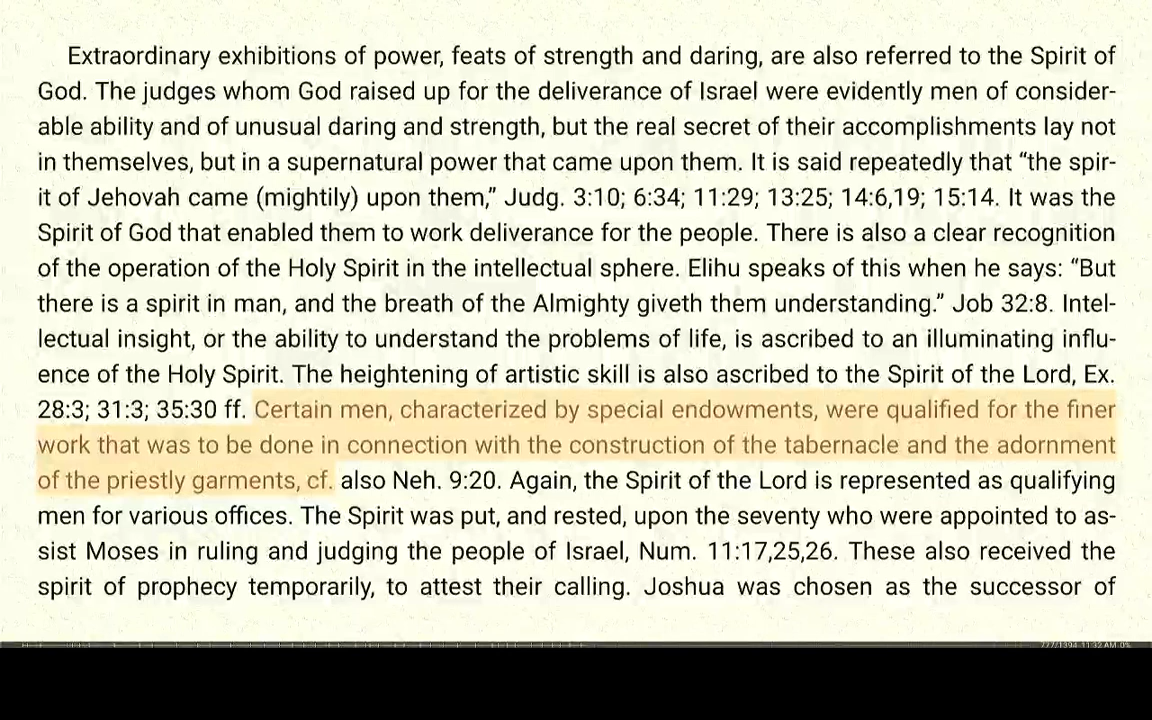 Extraordinary exhibitions of power, feats of strength and daring, are also referred to the Spirit of
God. The judges whom God raised up for the deliverance of Israel were evidently men of consider-
able ability and of unusual daring and strength, but the real secret of their accomplishments lay not
in themselves, but in a supernatural power that came upon them. It is said repeatedly that “the spir-
it of Jehovah came (mightily) upon them,” Judg. 3:10; 6:34; 11:29; 13:25; 14:6,19; 15:14. It was the
Spirit of God that enabled them to work deliverance for the people. There is also a clear recognition
of the operation of the Holy Spirit in the intellectual sphere. Elihu speaks of this when he says: “But
there is a spirit in man, and the breath of the Almighty giveth them understanding.” Job 32:8. Intel-
lectual insight, or the ability to understand the problems of life, is ascribed to an illuminating influ-
ence of the Holy Spirit. The heightening of artistic skill is also ascribed to the Spirit of the Lord, Ex.
28:3; 31:3; 35:30 ff. Certain men, characterized by special endowments, were qualified for the finer
work that was to be done in connection with the construction of the tabernacle and the adornment
of the priestly garments, cf. also Neh. 9:20. Again, the Spirit of the Lord is represented as qualifying
men for various offices. The Spirit was put, and rested, upon the seventy who were appointed to as-
sist Moses in ruling and judging the people of Israel, Num. 11:17,25,26. These also received the
spirit of prophecy temporarily, to attest their calling. Joshua was chosen as the successor of